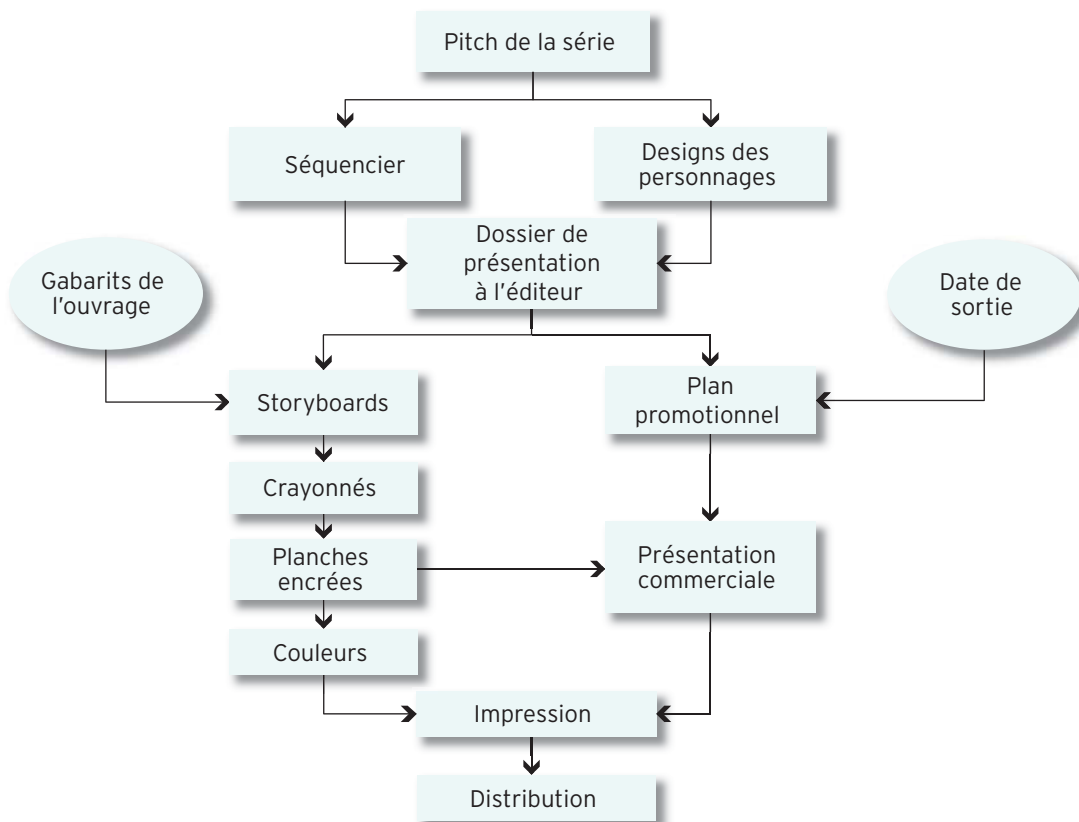 Pitch de la série
Séquencier
Designs des
personnages
Dossier de
présentation
à l'éditeur
Gabarits de
l'ouvrage
Date de
sortie
Storyboards
Plan
promotionnel
Crayonnés
Planches
encrées
Présentation
commerciale
Couleurs
Impression
Distribution